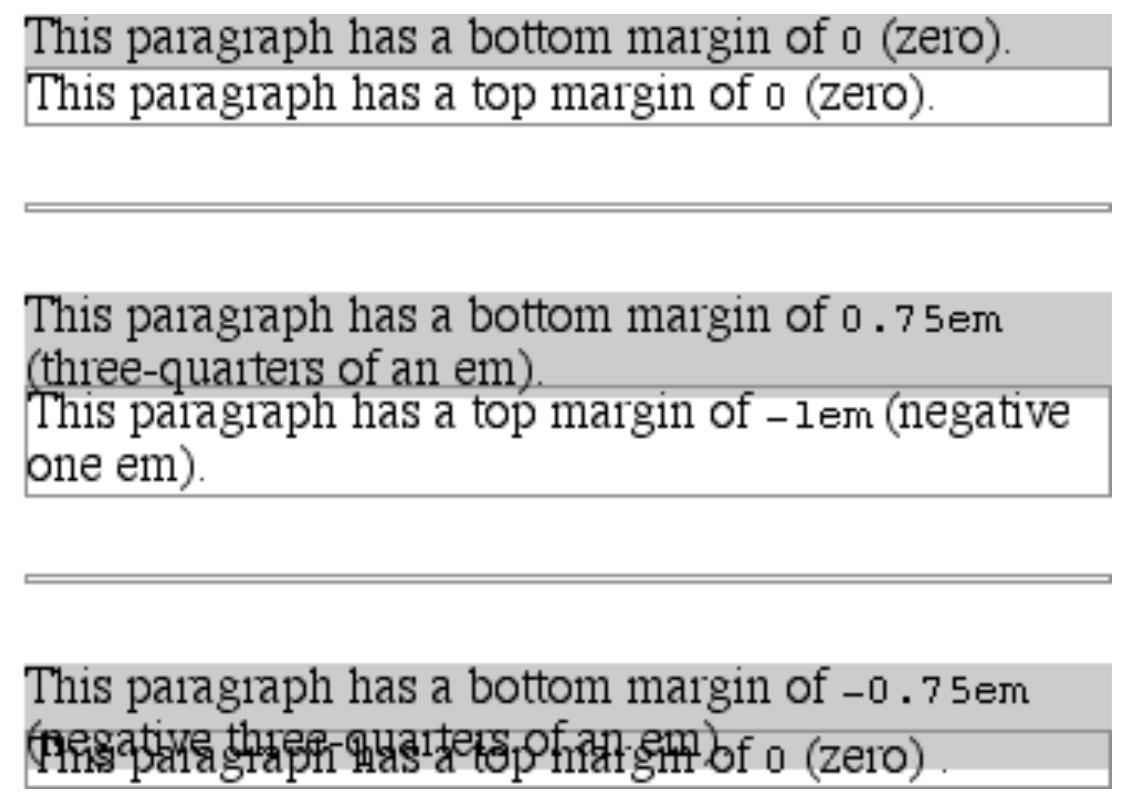 This paragraph has a bottom margin of 0 (zero).
This paragraph has a top margin of 0 (zero).
This paragraph has a bottom margin of 0.75em
(three-quarters of an em).
This paragraph has a top margin of -1em (negative
one em).
This paragraph has a bottom margin of -0.75em
(negative three-quarters of an em).
This paragraph has a top margin of 0 (zero) .